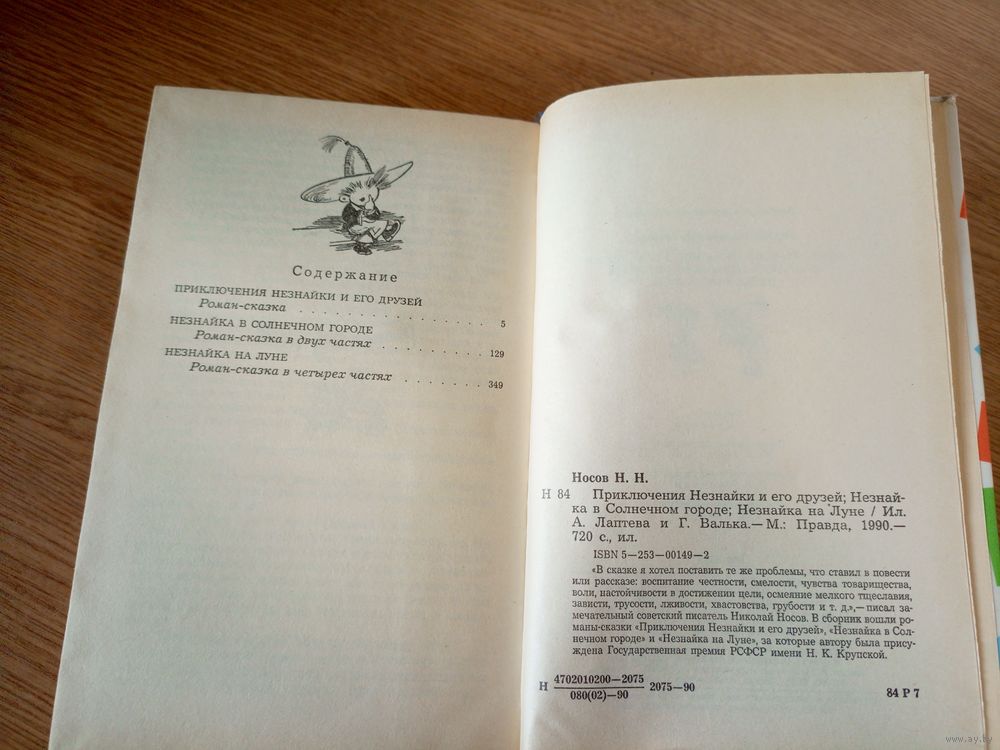 Содержание
ПРИКЛЮЧЕНИЯ НЕЗНАЙКИ И ЕГО ДРУЗЕЙ
Роман-сказка . . . . . . . . . . . . . . . . 5
НЕЗНАЙКА В СОЛНЕЧНОМ ГОРОДЕ
Роман-сказка в двух частях . . . . . . . . . 129
НЕЗНАЙКА НА ЛУНЕ
Роман-сказка в четырех частях . . . . . . . 349
Носов Н. Н.
Н 84 Приключения Незнайки и его друзей; Незнай-
ка в Солнечном городе; Незнайка на Луне / Ил.
А. Лаптева и Г. Валька.—М.: Правда, 1990.—
720 с., ил.
ISBN 5—253—00149—2
«В сказке я хотел поставить те же проблемы, что ставил в повести
или рассказе: воспитание честности, смелости, чувства товарищества,
воли, настойчивости в достижении цели, осмеяние мелкого тщеславия,
зависти, трусости, лживости, хвастовства, грубости и т. д.»,—писал за-
мечательный советский писатель Николай Носов. В сборник вошли ро-
маны-сказки «Приключения Незнайки и его друзей», «Незнайка в Сол-
нечном городе» и «Незнайка на Луне», за которые автору была прису-
ждена Государственная премия РСФСР имени Н. К. Крупской.
Н 4702010200—2075
080(02)—90 2075—90
84 Р 7
www.ay.by